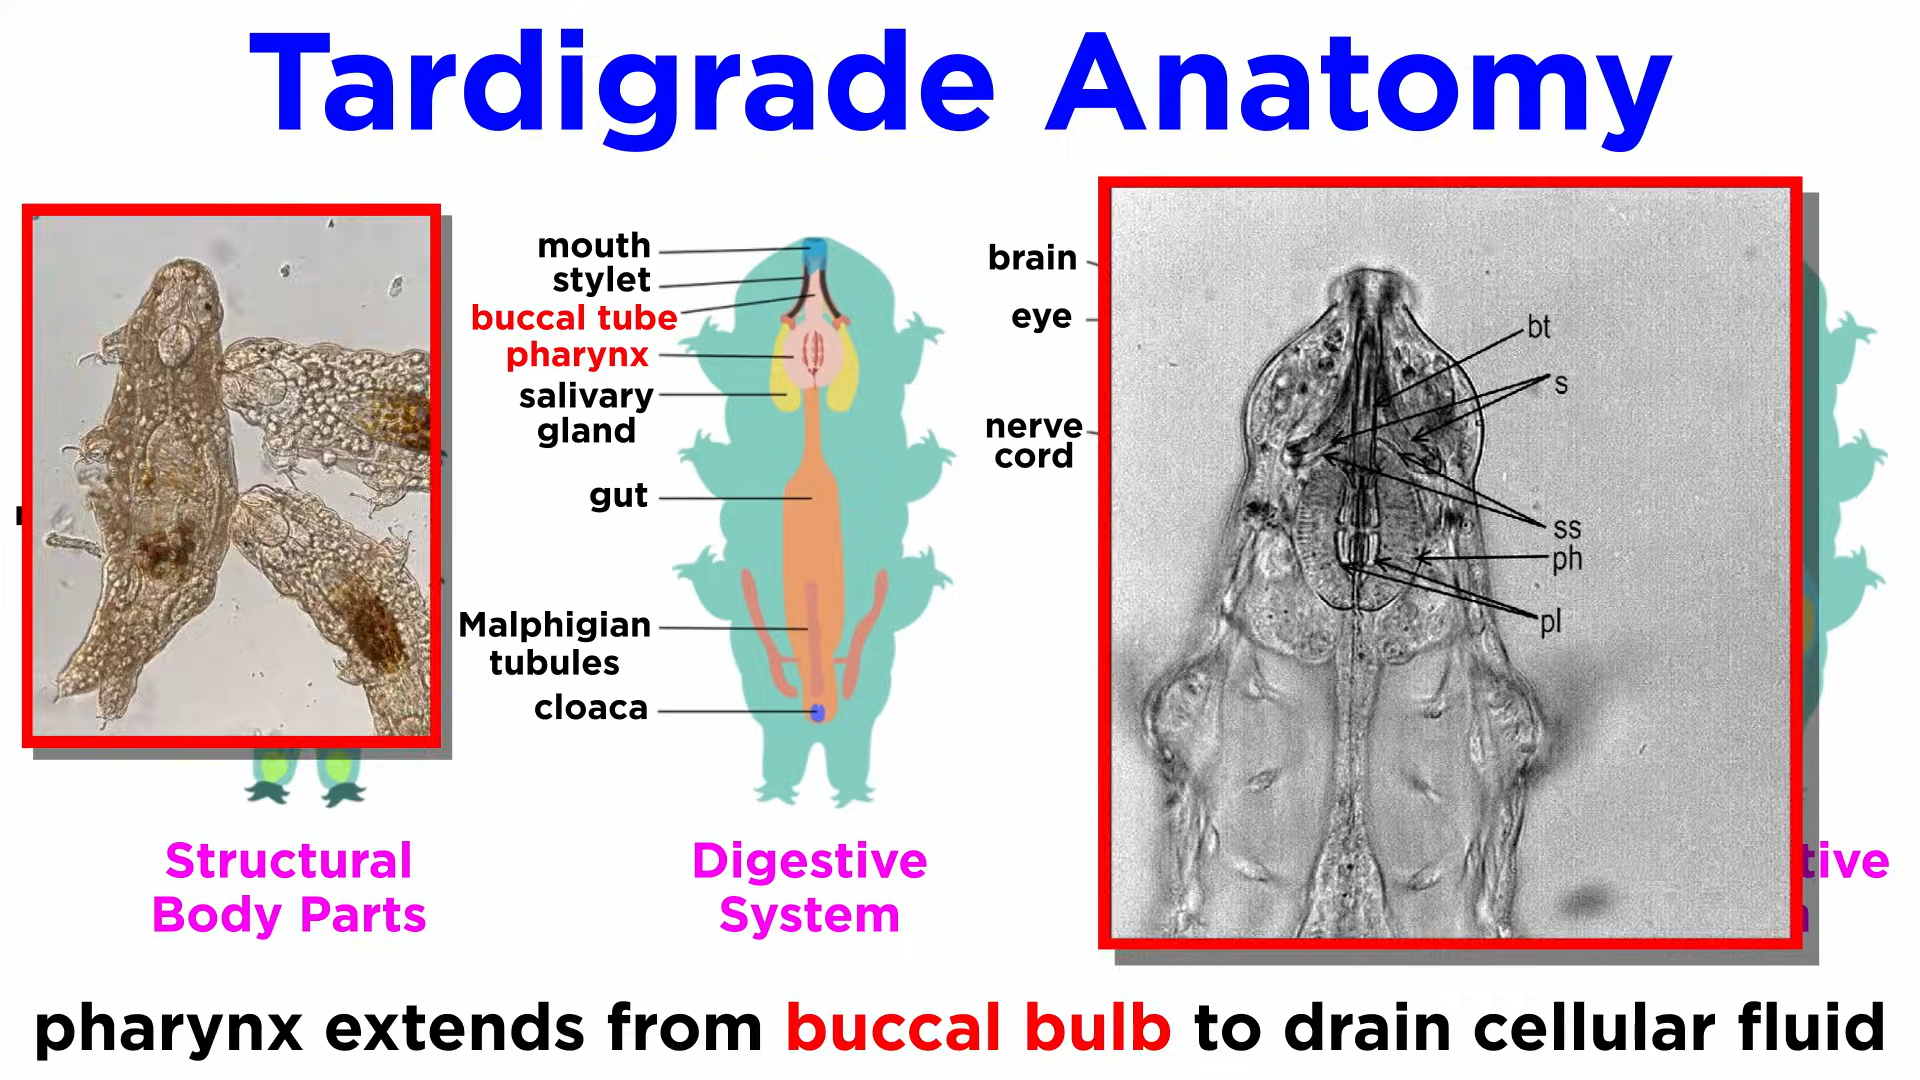 Tardigrade Anatomy
mouth
stylet
buccal tube
pharynx
salivary
gland
gut
Malphigian
tubules
cloaca
brain
eye
nerve
cord
bt
s
ss
ph
pl
Structural
Body Parts
Digestive
System
tive
pharynx extends from buccal bulb to drain cellular fluid